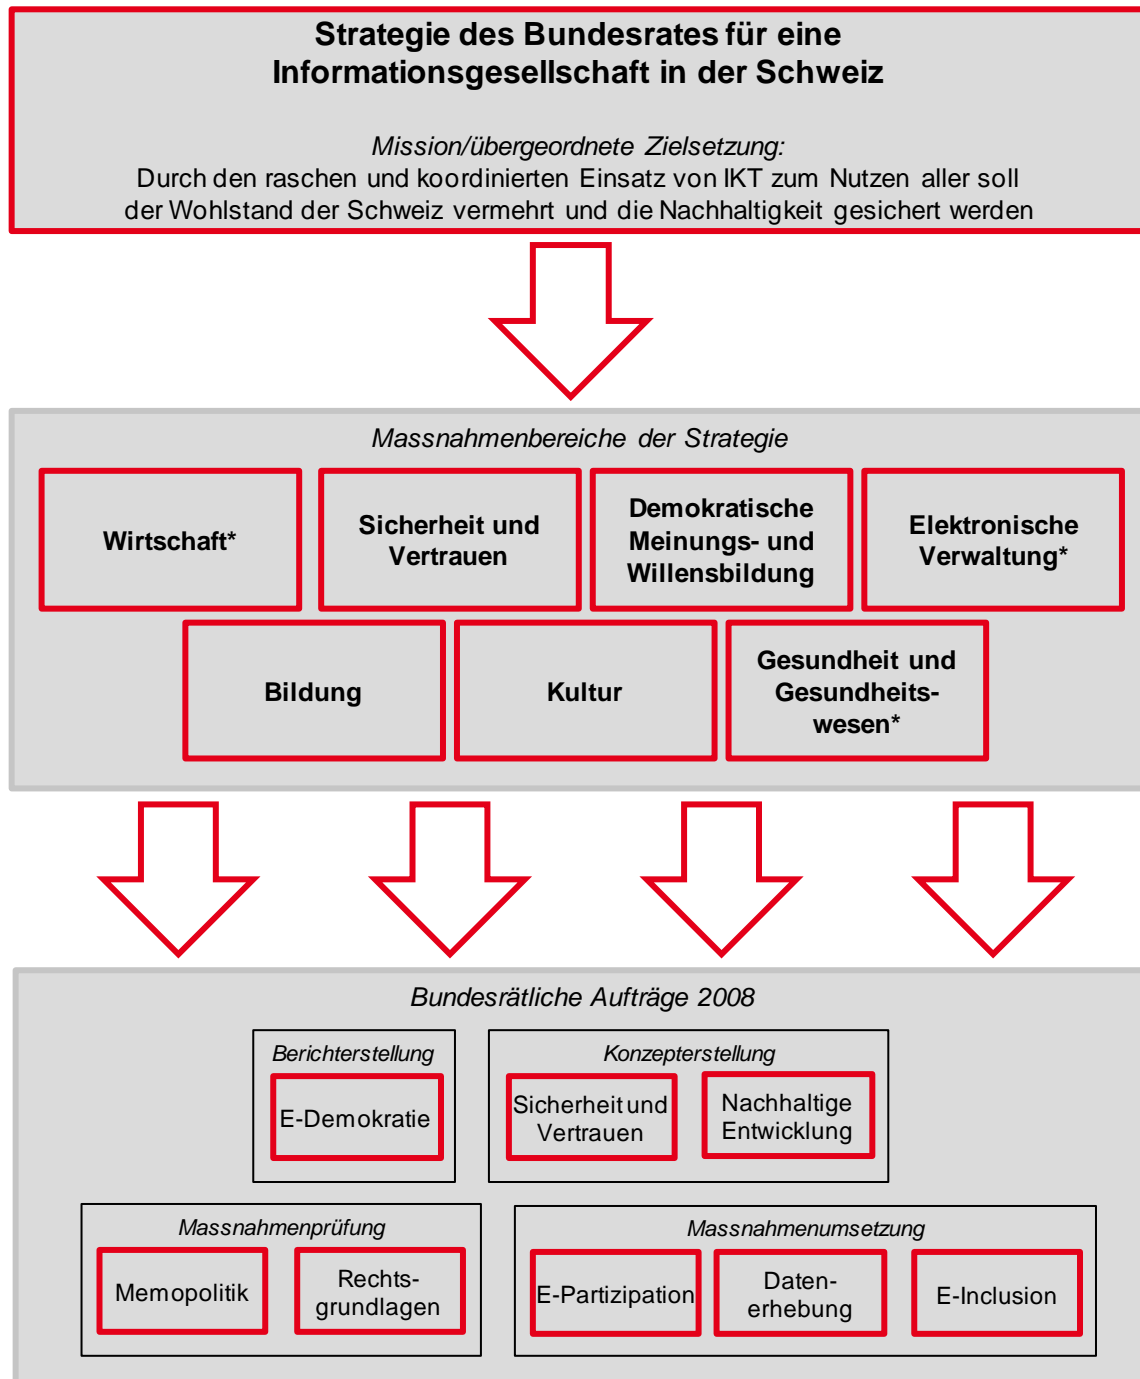 Strategie des Bundesrates für eine
Informationsgesellschaft in der Schweiz
Mission/übergeordnete Zielsetzung:
Durch den raschen und koordinierten Einsatz von IKT zum Nutzen aller soll
der Wohlstand der Schweiz vermehrt und die Nachhaltigkeit gesichert werden
Massnahmenbereiche der Strategie
Wirtschaft*
Sicherheit und
Vertrauen
Demokratische
Meinungs- und
Willensbildung
Elektronische
Verwaltung*
Bildung
Kultur
Gesundheit und
Gesundheits-
wesen*
Bundesrätliche Aufträge 2008
Berichterstellung
E-Demokratie
Konzepterstellung
Sicherheit und
Vertrauen
Nachhaltige
Entwicklung
Massnahmenprüfung
Memopolitik
Rechts-
grundlagen
Massnahmenumsetzung
E-Partizipation
Daten-
erhebung
E-Inclusion